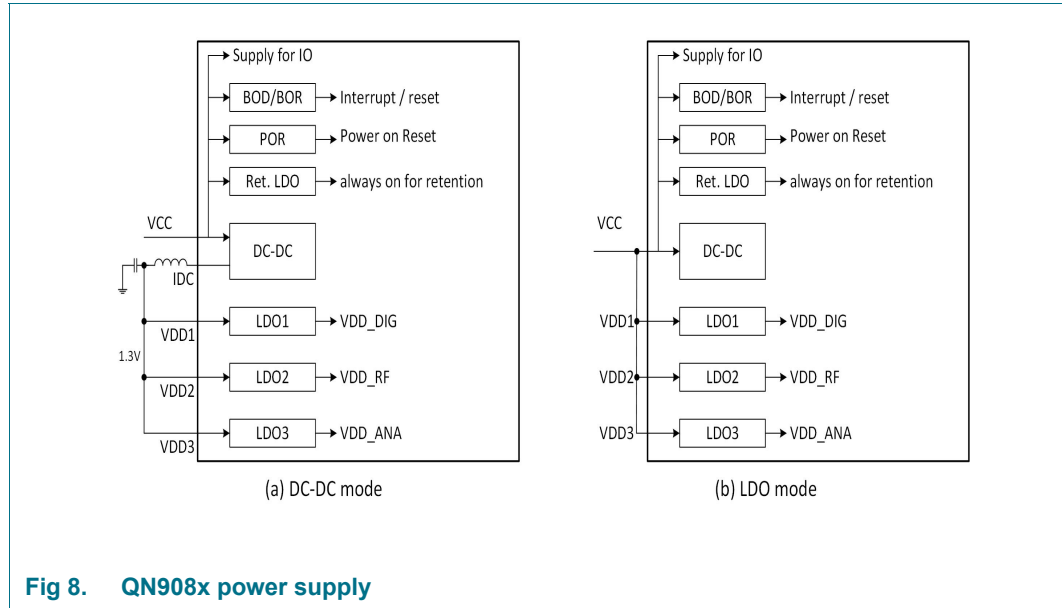 Supply for IO
BOD/BOR Interrupt / reset
POR Power on Reset
Ret. LDO always on for retention
VCC
DC-DC
IDC
LDO1 VDD_DIG
VDD1
1.3V
LDO2 VDD_RF
VDD2
LDO3 VDD_ANA
VDD3
(a) DC-DC mode
Supply for IO
BOD/BOR Interrupt / reset
POR Power on Reset
Ret. LDO always on for retention
VCC
DC-DC
VDD1 LDO1 VDD_DIG
VDD2 LDO2 VDD_RF
VDD3 LDO3 VDD_ANA
(b) LDO mode
Fig 8. QN908x power supply